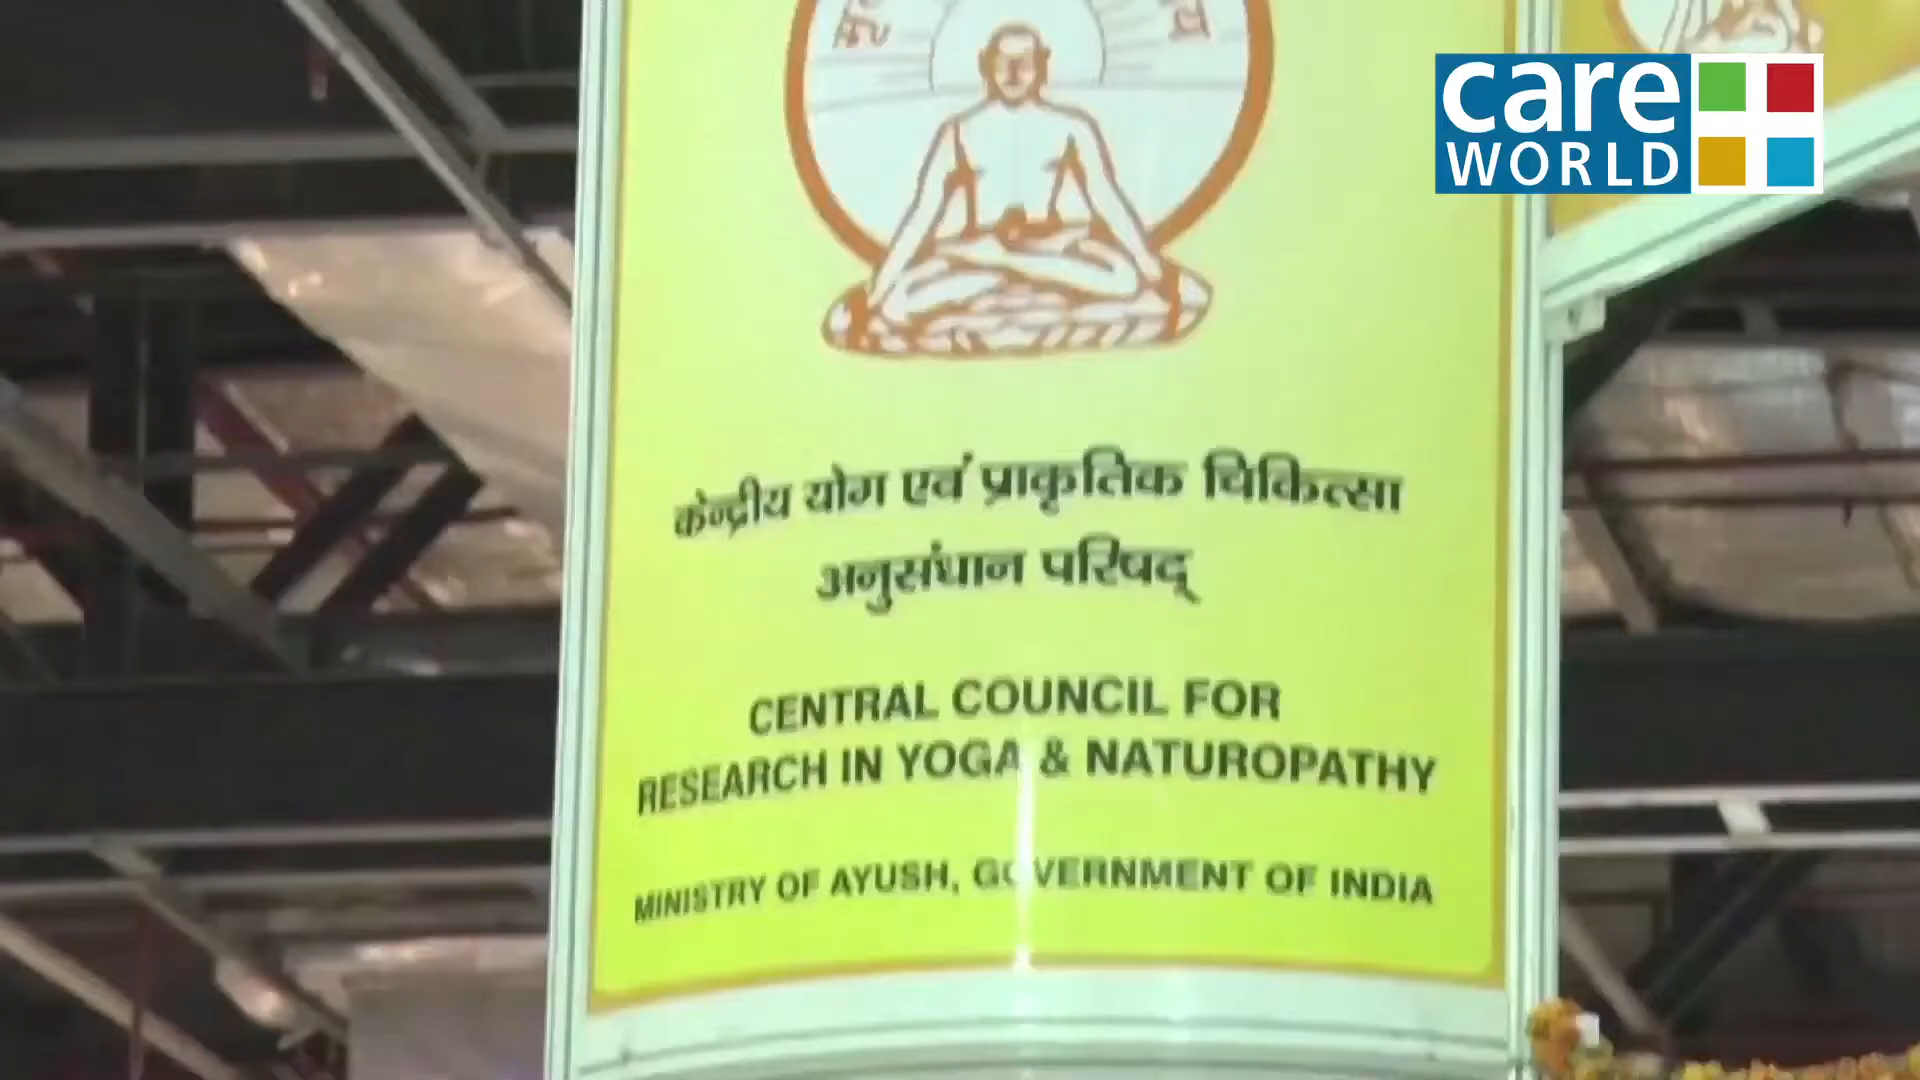 care
WORLD
केन्द्रीय योग एवं प्राकृतिक चिकित्सा
अनुसंधान परिषद्
CENTRAL COUNCIL FOR
RESEARCH IN YOGA & NATUROPATHY
MINISTRY OF AYUSH, GOVERNMENT OF INDIA